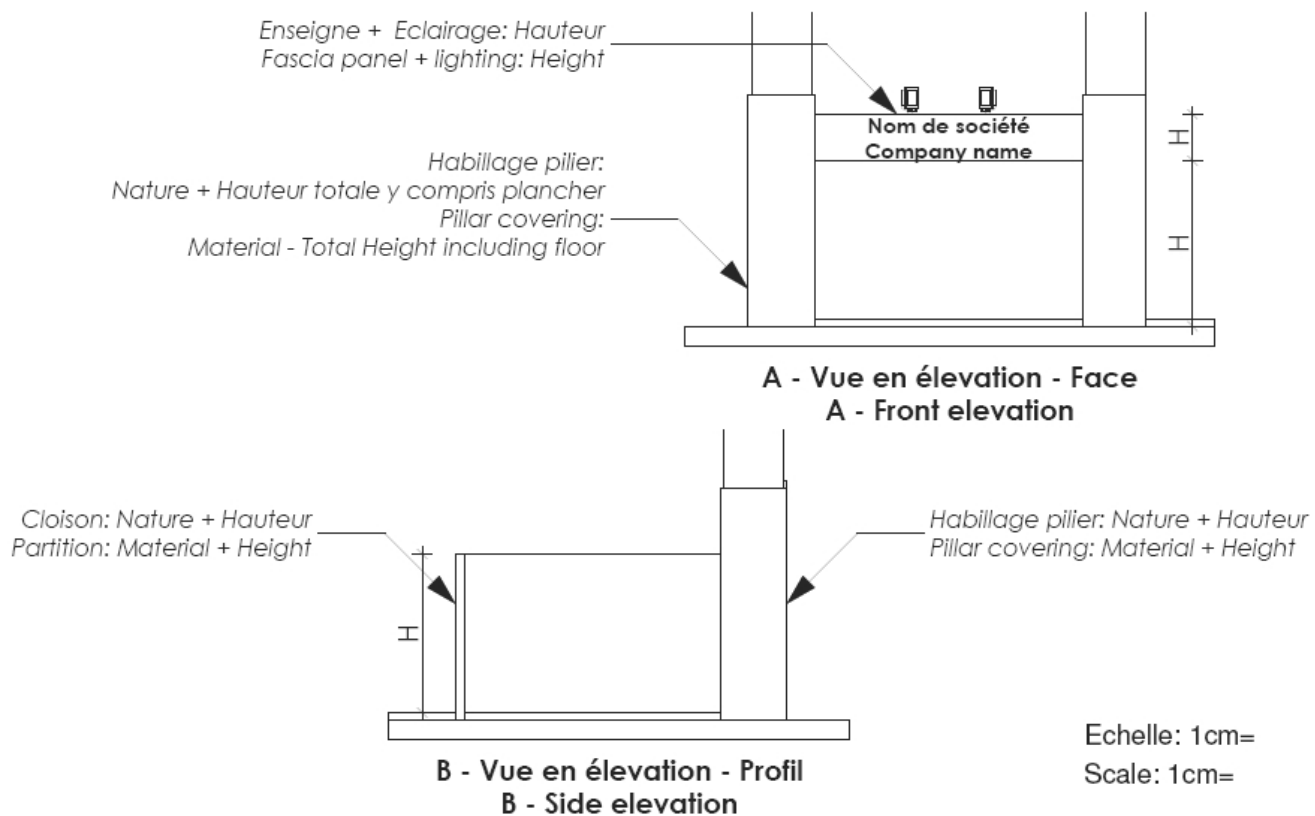 Enseigne + Eclairage: Hauteur
Fascia panel + lighting: Height
Nom de société
Company name
H
Habillage pilier:
Nature + Hauteur totale y compris plancher
Pillar covering:
Material - Total Height including floor
H
A - Vue en élevation - Face
A - Front elevation
Cloison: Nature + Hauteur
Partition: Material + Height
Habillage pilier: Nature + Hauteur
Pillar covering: Material + Height
H
B - Vue en élevation - Profil
B - Side elevation
Echelle: 1cm=
Scale: 1cm=